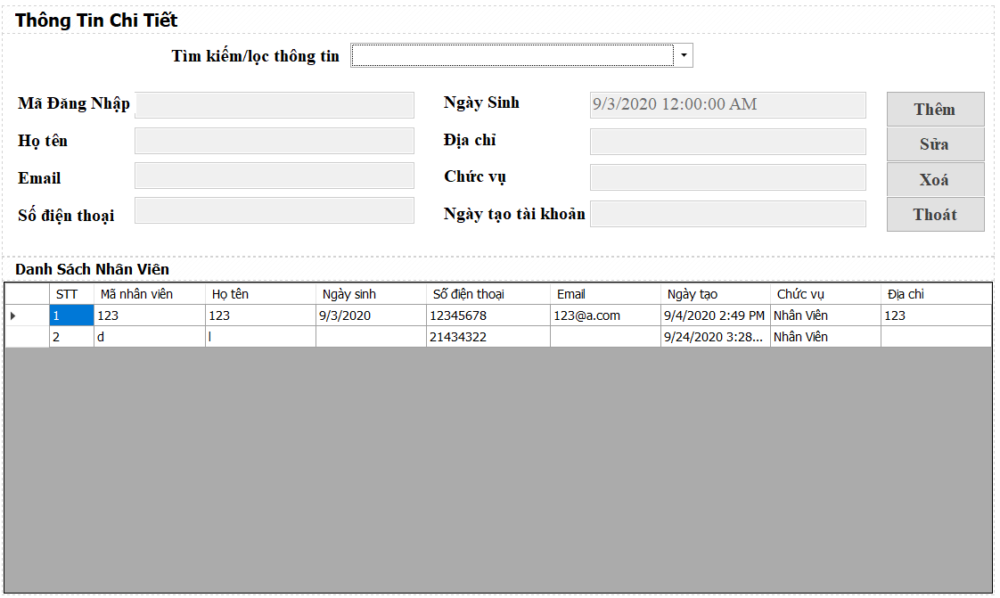 Thông Tin Chi Tiết
Tìm kiếm/lọc thông tin
Mã Đăng Nhập
Ngày Sinh
9/3/2020 12:00:00 AM
Thêm
Họ tên
Địa chỉ
Sửa
Email
Chức vụ
Xoá
Số điện thoại
Ngày tạo tài khoản
Thoát
Danh Sách Nhân Viên
STT Mã nhân viên Họ tên Ngày sinh Số điện thoại Email Ngày tạo Chức vụ Địa chỉ
1 123 123 9/3/2020 12345678 123@a.com 9/4/2020 2:49 PM Nhân Viên 123
2 d l 21434322 9/24/2020 3:28... Nhân Viên